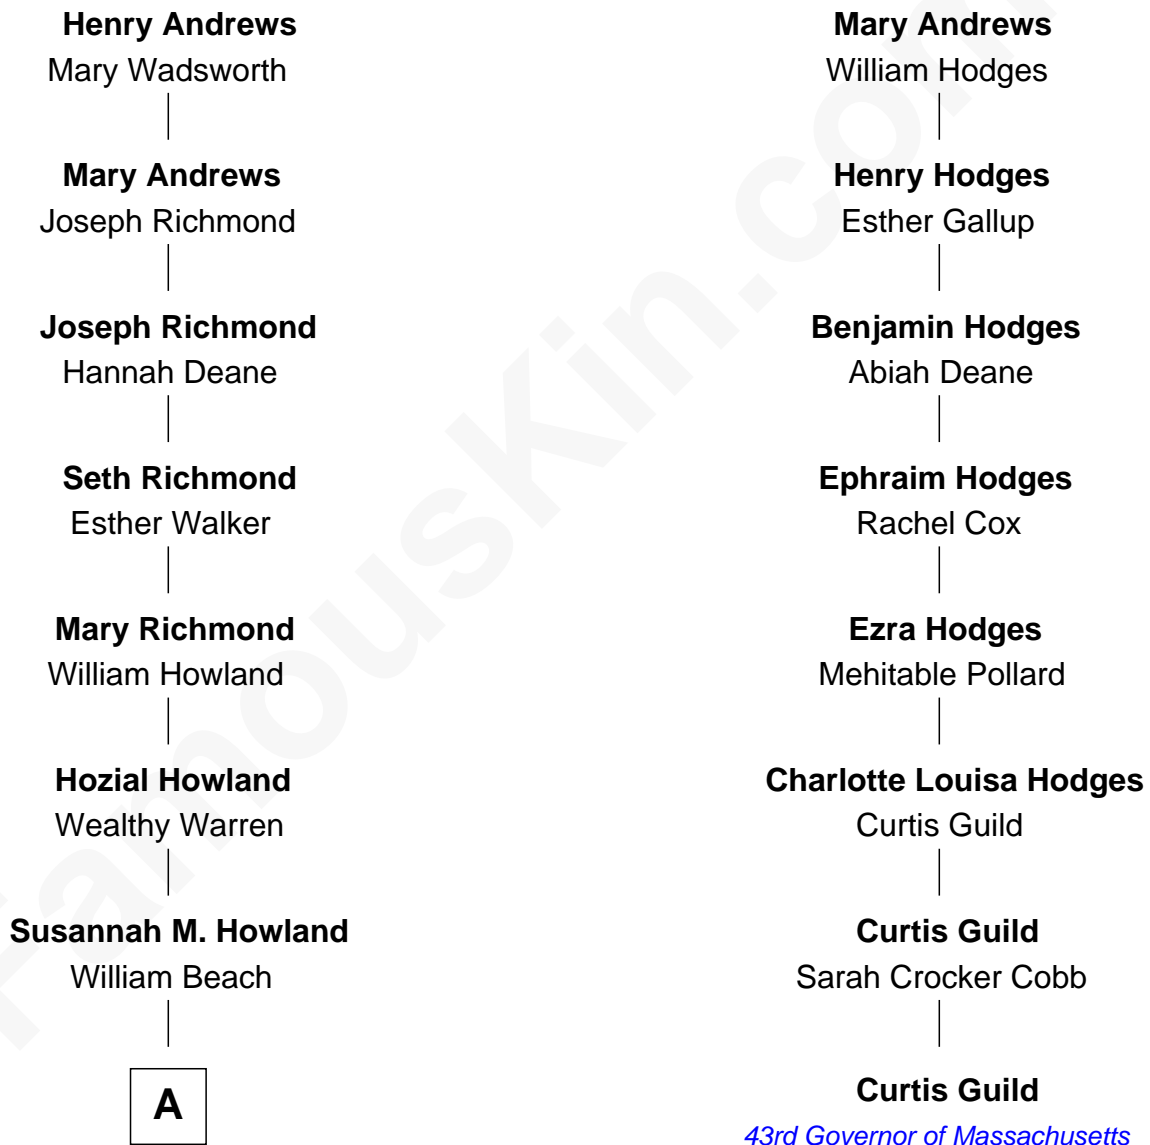 Henry Andrews
Mary Wadsworth
Mary Andrews
Joseph Richmond
Joseph Richmond
Hannah Deane
Seth Richmond
Esther Walker
Mary Richmond
William Howland
Hozial Howland
Wealthy Warren
Susannah M. Howland
William Beach
A
Mary Andrews
William Hodges
Henry Hodges
Esther Gallup
Benjamin Hodges
Abiah Deane
Ephraim Hodges
Rachel Cox
Ezra Hodges
Mehitable Pollard
Charlotte Louisa Hodges
Curtis Guild
Curtis Guild
Sarah Crocker Cobb
Curtis Guild
43rd Governor of Massachusetts
FamousKin.com